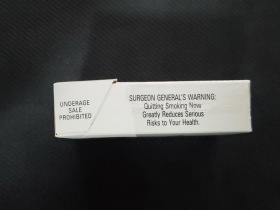 UNDERAGE
SALE
PROHIBITED
SURGEON GENERAL'S WARNING:
Quitting Smoking Now
Greatly Reduces Serious
Risks to Your Health.